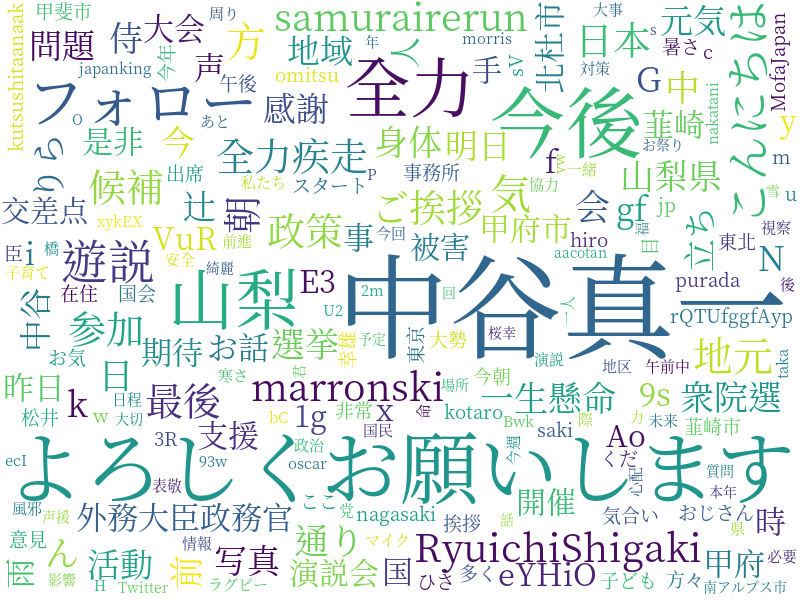 中谷真一
よろしくお願いします
今後
山梨
全力
フォロー
samurairerun
marronski
RyuichiShigaki
遊説
こんにちは
全力疾走
政策
ご挨拶
候補
感謝
地域
日本
元気
問題
侍
大会
方
声
人
手
北杜市
MofaJapan
暑さ
c
s
大事
対策
morris
sV
周り
甲斐市
japanking
今年
午後
omitsu
あと
kutsushitaanaak
りら
是非
O
今
出席
私たち
スタート
P
事務所
身体
明日
f
w
一緒
協力
お祭り
G
中
nakatani
韮崎
y
m
u
山梨県
jp
gf
立ち
目
福
東北
視察
雪
N
後
purada
rQTUfggfAyp
会
hiro
aacotan
気
甲府市
事
今回
被害
交差点
辻
朝
xykEX
VuR
前進
安全
綺麗
臣
i
橋
子育て
中谷
在住
国会
E3
U2
2m
回
予定
参加
日
期待
お話
選挙
幸雄
東京
大勢
桜幸
一人
地区
午前中
地元
taka
お気
昨日
k
最後
寒さ
君
場所
今朝
演説
一生懸命
9s
衆院選
松井
w
日程
大切
3R
支援
1g
非常
x
命
kotaro
Bwk
際
力
未来
韮崎市
bC
国民
saki
Ao
くだ
ecI
93w
政治
oscar
今週
心配
質問
表敬
風邪
声援
外務大臣政務官
ここ
党
nagasaki
挨拶
開催
気合い
おじさん
本年
県
時
話
意見
ん
情報
通り
マイク
雨
影響
活動
H
Twitter
前
写真
ラグビー
演説会
国
ひさ
多く
eYHiO
子ども
方々
甲府
必要
南アルプス市
年